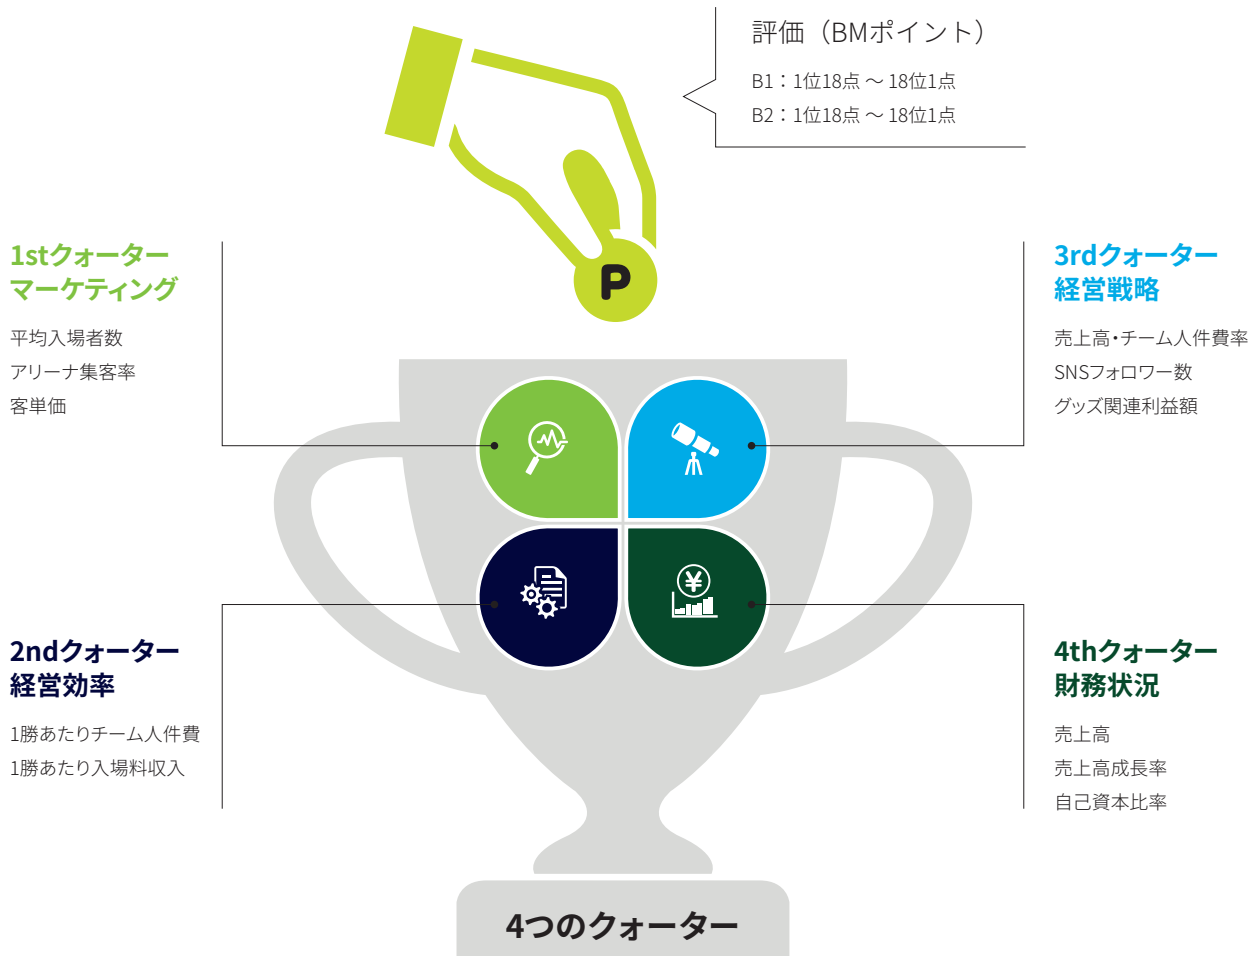 評価（BMポイント）
B1：1位18点 ～ 18位1点
B2：1位18点 ～ 18位1点
P
1stクォーター
マーケティング
平均入場者数
アリーナ集客率
客単価
3rdクォーター
経営戦略
売上高・チーム人件費率
SNSフォロワー数
グッズ関連利益額
¥
2ndクォーター
経営効率
1勝あたりチーム人件費
1勝あたり入場料収入
4thクォーター
財務状況
売上高
売上高成長率
自己資本比率
4つのクォーター